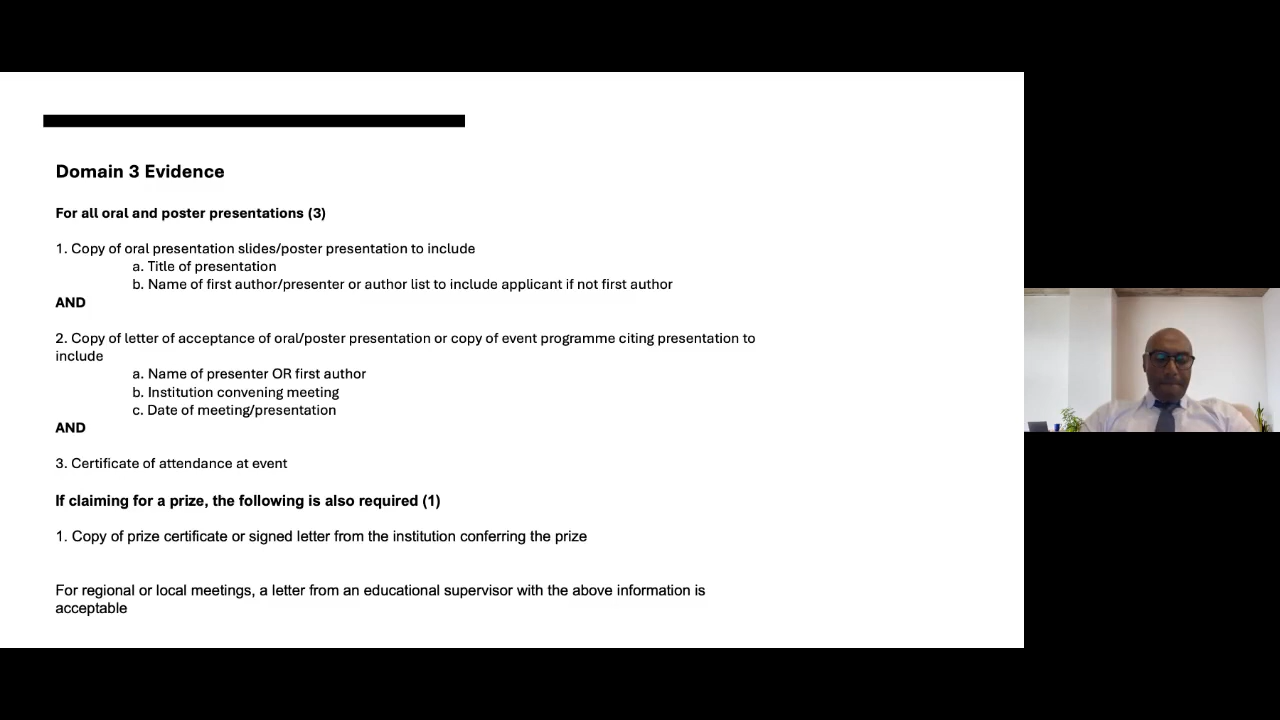 Domain 3 Evidence
For all oral and poster presentations (3)
1. Copy of oral presentation slides/poster presentation to include
a. Title of presentation
b. Name of first author/presenter or author list to include applicant if not first author
AND
2. Copy of letter of acceptance of oral/poster presentation or copy of event programme citing presentation to
include
a. Name of presenter OR first author
b. Institution convening meeting
c. Date of meeting/presentation
AND
3. Certificate of attendance at event
If claiming for a prize, the following is also required (1)
1. Copy of prize certificate or signed letter from the institution conferring the prize
For regional or local meetings, a letter from an educational supervisor with the above information is
acceptable